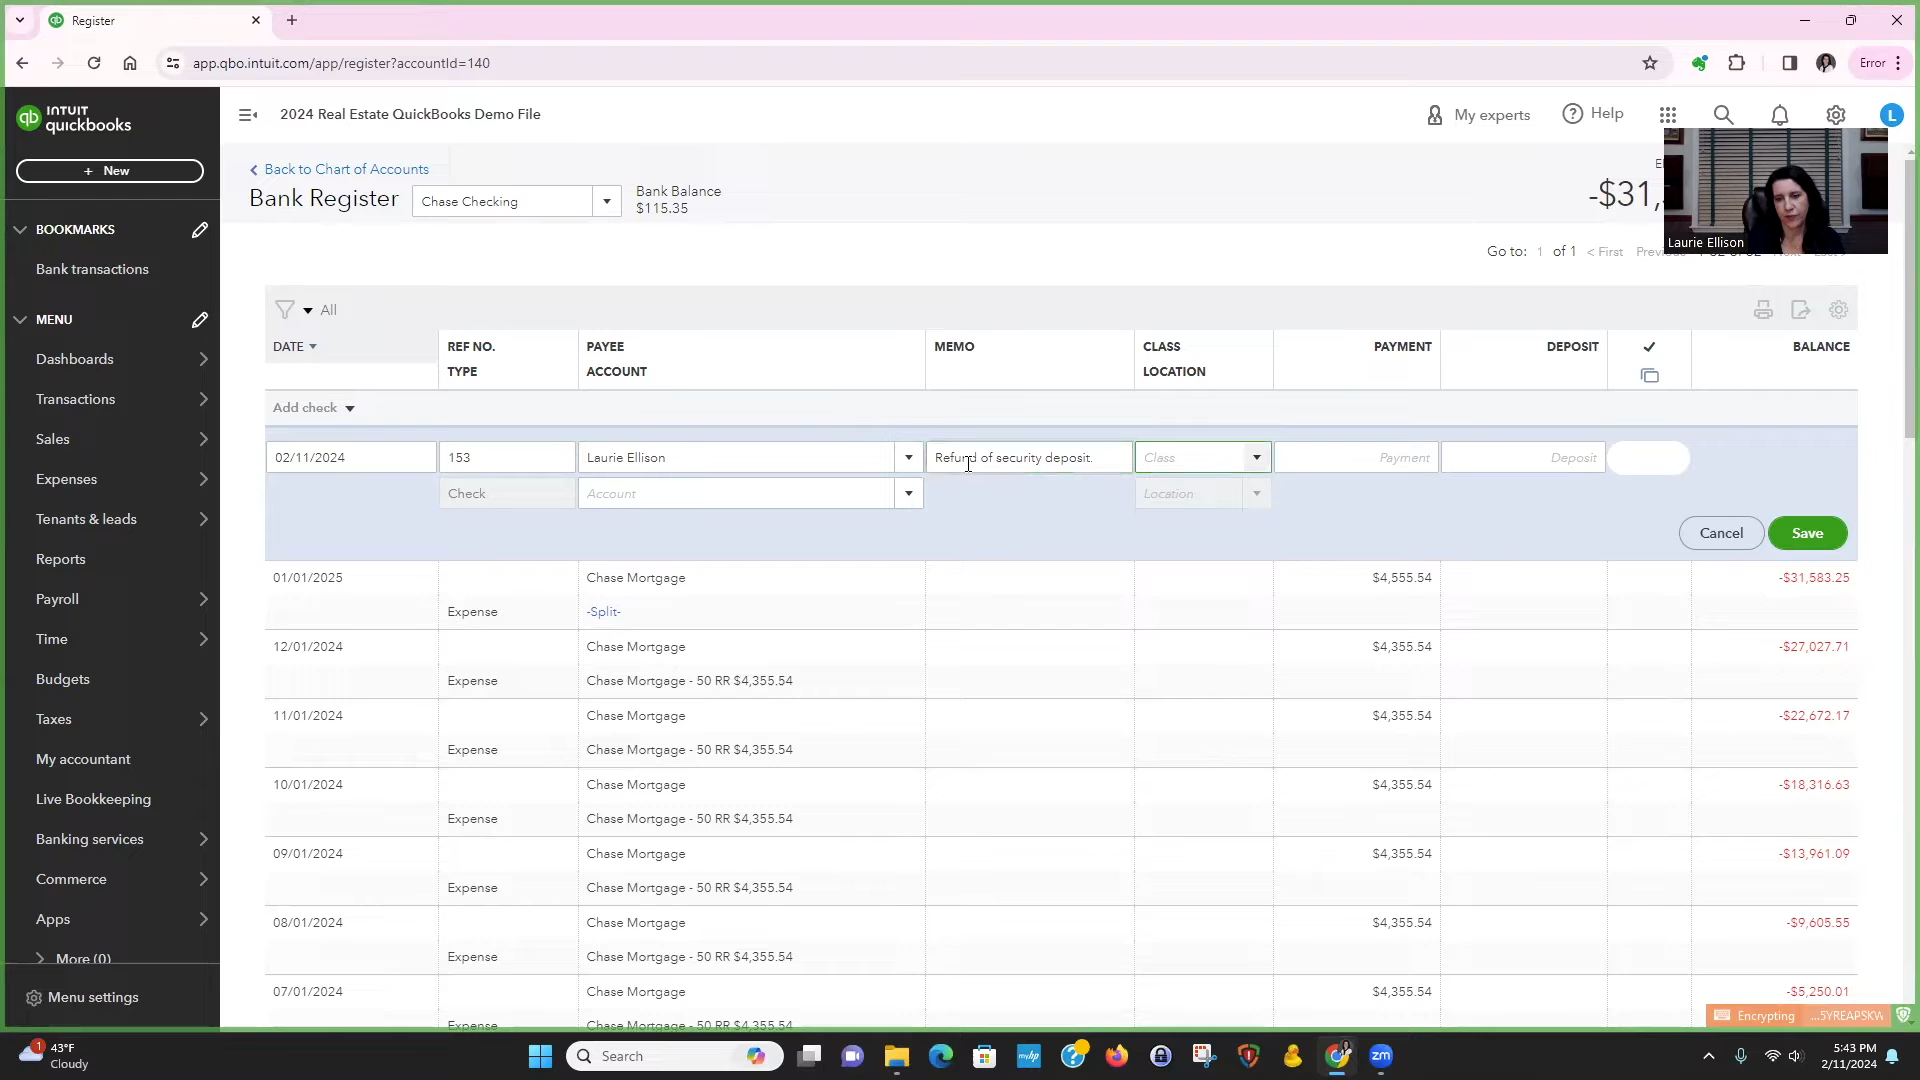 Register
app.qbo.intuit.com/app/register?accountId=140
Error
INTUIT
quickbooks
2024 Real Estate QuickBooks Demo File
My experts
Help
L
+ New
Back to Chart of Accounts
Bank Register
Chase Checking
Bank Balance
$115.35
-$31,
Laurie Ellison
Go to: 1 of 1 < First
BOOKMARKS
Bank transactions
MENU
Dashboards
Transactions
Sales
Expenses
Tenants & leads
Reports
Payroll
Time
Budgets
Taxes
My accountant
Live Bookkeeping
Banking services
Commerce
Apps
More (0)
Menu settings
All
DATE REF NO. PAYEE MEMO CLASS PAYMENT DEPOSIT BALANCE
TYPE ACCOUNT LOCATION
Add check
02/11/2024 153 Laurie Ellison Refund of security deposit. Class Payment Deposit
Check Account Location
Cancel Save
01/01/2025 Chase Mortgage $4,555.54 -$31,583.25
Expense -Split-
12/01/2024 Chase Mortgage $4,355.54 -$27,027.71
Expense Chase Mortgage - 50 RR $4,355.54
11/01/2024 Chase Mortgage $4,355.54 -$22,672.17
Expense Chase Mortgage - 50 RR $4,355.54
10/01/2024 Chase Mortgage $4,355.54 -$18,316.63
Expense Chase Mortgage - 50 RR $4,355.54
09/01/2024 Chase Mortgage $4,355.54 -$13,961.09
Expense Chase Mortgage - 50 RR $4,355.54
08/01/2024 Chase Mortgage $4,355.54 -$9,605.55
Expense Chase Mortgage - 50 RR $4,355.54
07/01/2024 Chase Mortgage $4,355.54 -$5,250.01
Expense Chase Mortgage - 50 RR $4,355.54
Encrypting ...5YREAPSKW
1
43°F
Cloudy
Search
myhp
zm
5:43 PM
2/11/2024